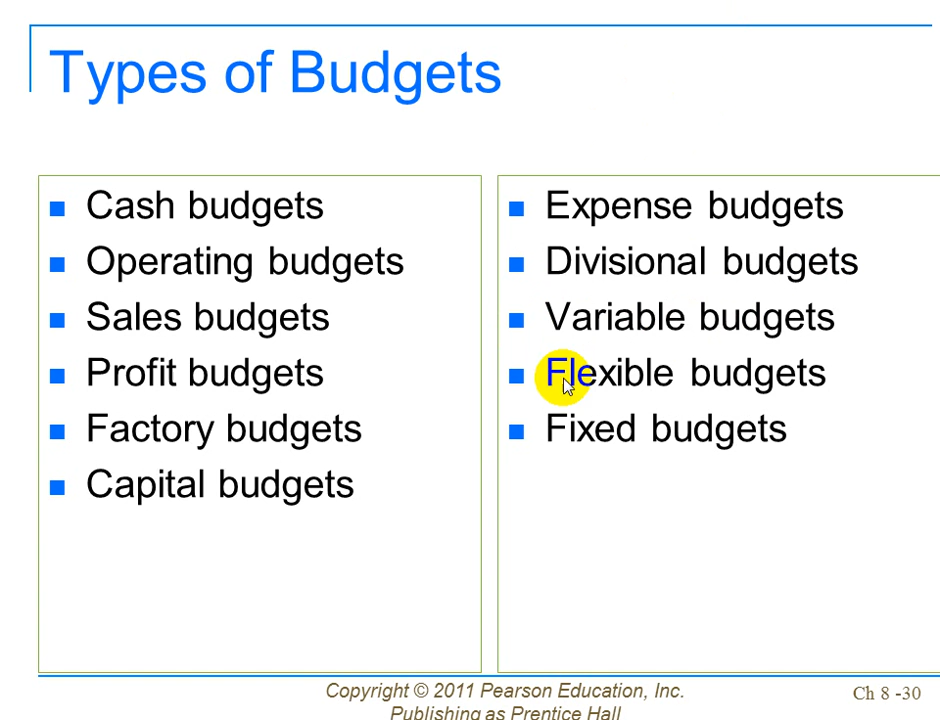 Types of Budgets
Cash budgets
Operating budgets
Sales budgets
Profit budgets
Factory budgets
Capital budgets
Expense budgets
Divisional budgets
Variable budgets
Flexible budgets
Fixed budgets
Copyright © 2011 Pearson Education, Inc.
Publishing as Prentice Hall
Ch 8 -30